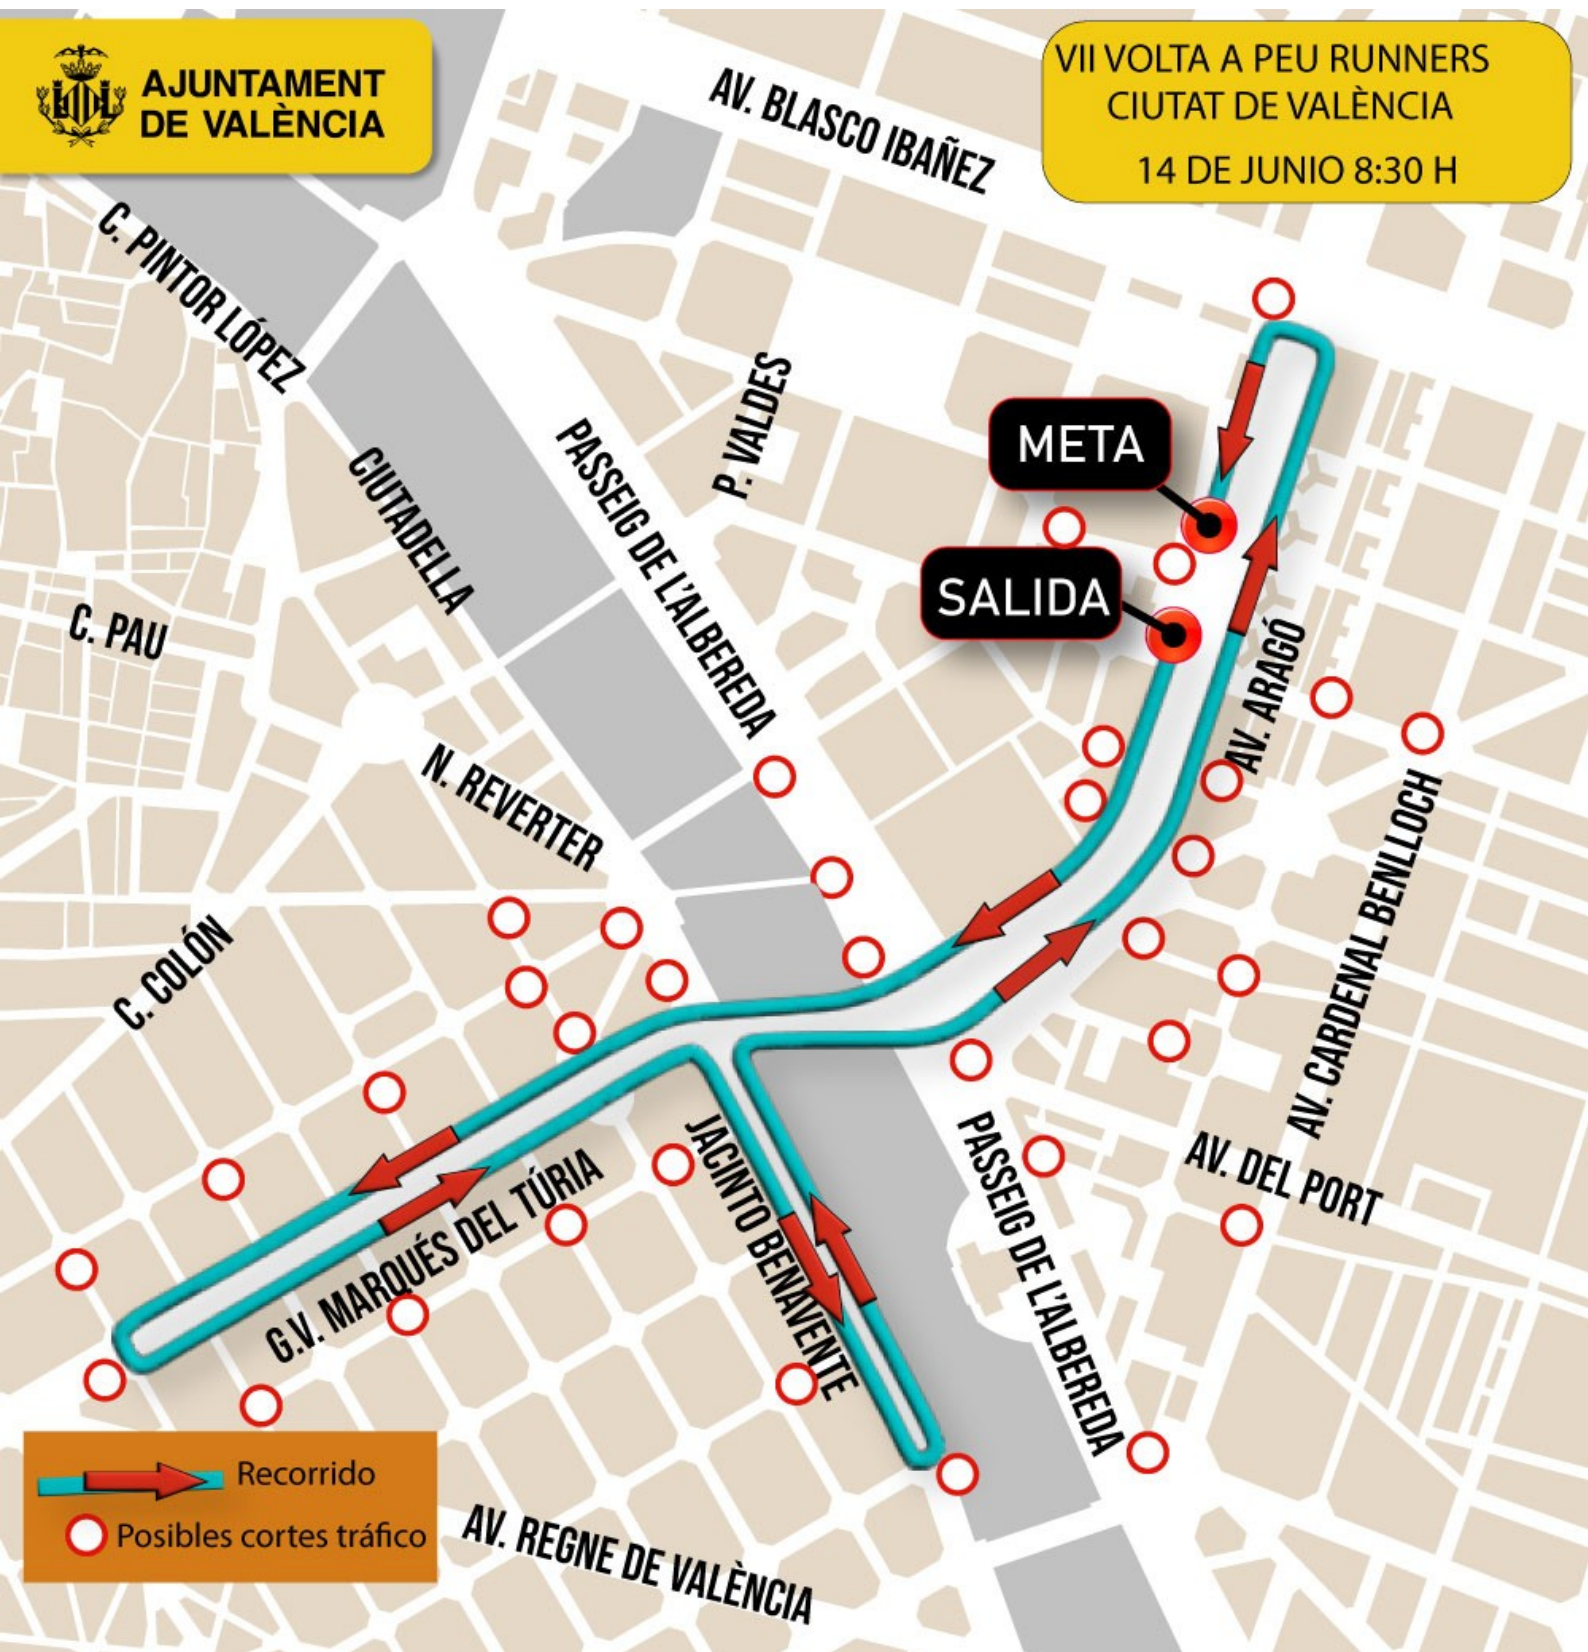 AJUNTAMENT
DE VALÈNCIA
VII VOLTA A PEU RUNNERS
CIUTAT DE VALÈNCIA
14 DE JUNIO 8:30 H
AV. BLASCO IBAÑEZ
C. PINTOR LÓPEZ
CIUTADELLA
PASSEIG DE L'ALBEREDA
P. VALDES
META
SALIDA
C. PAU
AV. ARAGÓ
N. REVERTER
AV. CARDENAL BENLLOCH
C. COLÓN
JACINTO BENAVENTE
PASSEIG DE L'ALBEREDA
AV. DEL PORT
G.V. MARQUÉS DEL TÚRIA
Recorrido
Posibles cortes tráfico
AV. REGNE DE VALÈNCIA